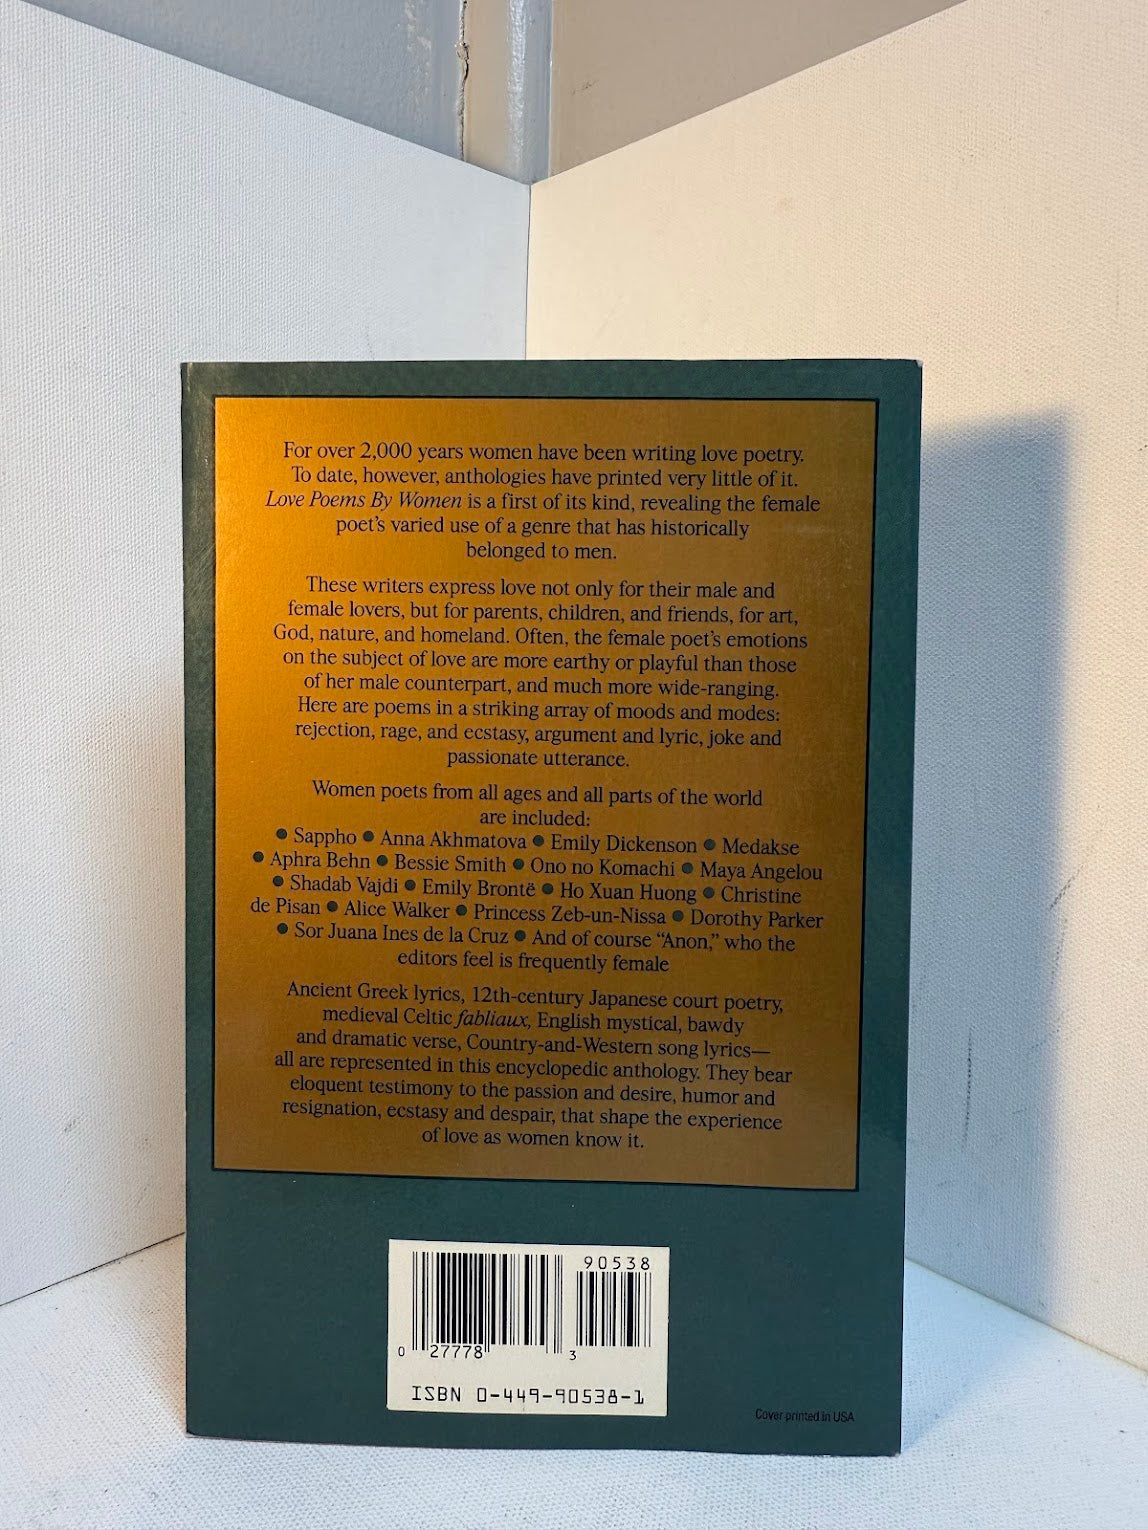 For over 2,000 years women have been writing love poetry.
To date, however, anthologies have printed very little of it.
Love Poems By Women is a first of its kind, revealing the female
poet's varied use of a genre that has historically
belonged to men.
These writers express love not only for their male and
female lovers, but for parents, children, and friends, for art,
God, nature, and homeland. Often, the female poet's emotions
on the subject of love are more earthy or playful than those
of her male counterpart, and much more wide-ranging.
Here are poems in a striking array of moods and modes:
rejection, rage, and ecstasy, argument and lyric, joke and
passionate utterance.
Women poets from all ages and all parts of the world
are included:
● Sappho ● Anna Akhmatova ● Emily Dickenson ● Medakse
● Aphra Behn ● Bessie Smith ● Ono no Komachi ● Maya Angelou
● Shadab Vajdi ● Emily Brontë ● Ho Xuan Huong ● Christine
de Pisan ● Alice Walker ● Princess Zeb-un-Nissa ● Dorothy Parker
● Sor Juana Ines de la Cruz ● And of course “Anon,” who the
editors feel is frequently female
Ancient Greek lyrics, 12th-century Japanese court poetry,
medieval Celtic fabliaux, English mystical, bawdy
and dramatic verse, Country-and-Western song lyrics—
all are represented in this encyclopedic anthology. They bear
eloquent testimony to the passion and desire, humor and
resignation, ecstasy and despair, that shape the experience
of love as women know it.
90538
0 27778 3
ISBN 0-449-90538-1
Cover printed in USA